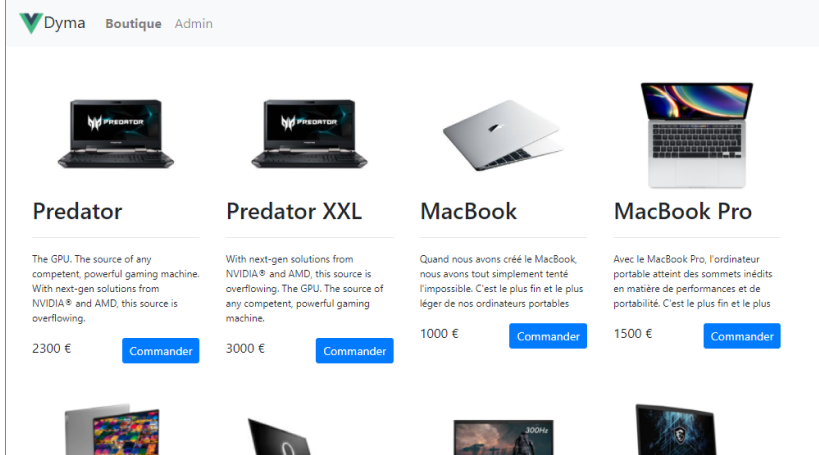 Dyma Boutique Admin
PREDATOR
PREDATOR
Predator
The GPU. The source of any
competent, powerful gaming machine.
With next-gen solutions from
NVIDIA® and AMD, this source is
overflowing.
2300 €
Commander
Predator XXL
With next-gen solutions from
NVIDIA® and AMD, this source is
overflowing. The GPU. The source of
any competent, powerful gaming
machine.
3000 €
Commander
MacBook
Quand nous avons créé le MacBook,
nous avons tout simplement tenté
l'impossible. C'est le plus fin et le plus
léger de nos ordinateurs portables
1000 €
Commander
MacBook Pro
Avec le MacBook Pro, l'ordinateur
portable atteint des sommets inédits
en matière de performances et de
portabilité. C'est le plus fin et le plus
1500 €
Commander
300Hz